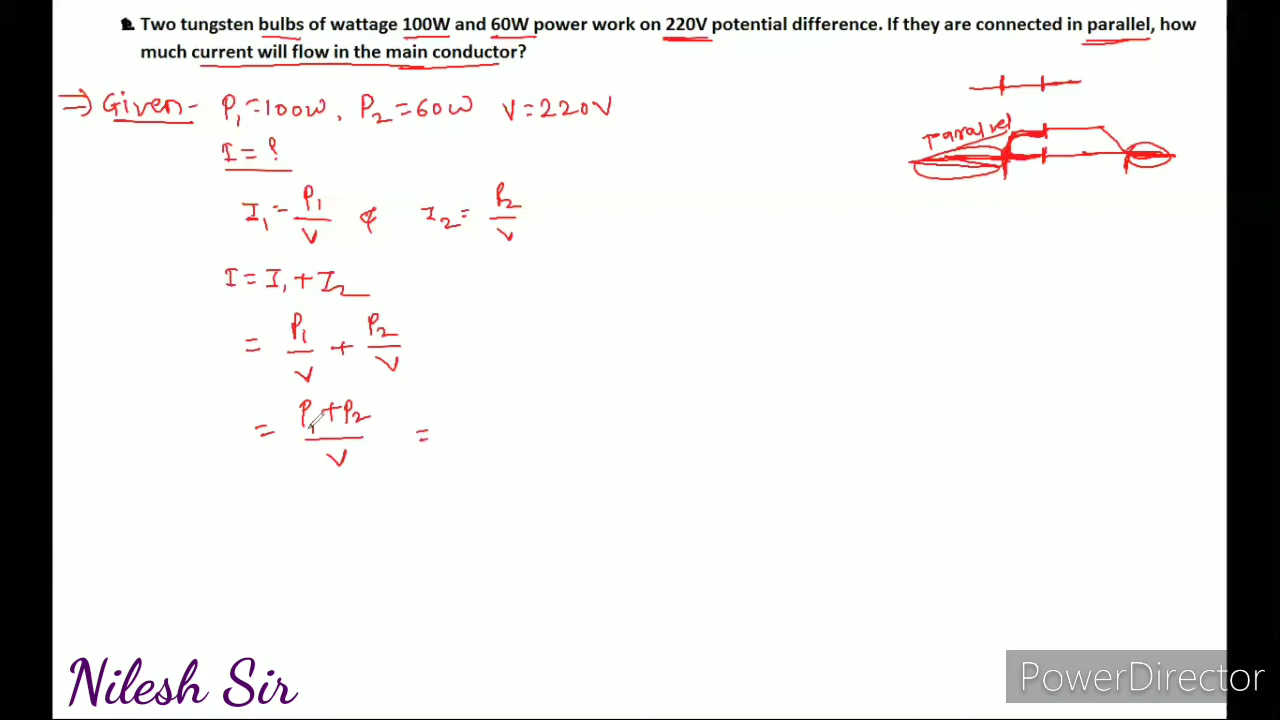 2. Two tungsten bulbs of wattage 100W and 60W power work on 220V potential difference. If they are connected in parallel, how
much current will flow in the main conductor?
⇒ Given- P₁=100W, P₂=60W V=220V
I = ?
Parallel
I₁ = P₁/V & I₂ = P₂/V
I = I₁ + I₂
= P₁/V + P₂/V
= P₁+P₂/V =
Nilesh Sir
PowerDirector